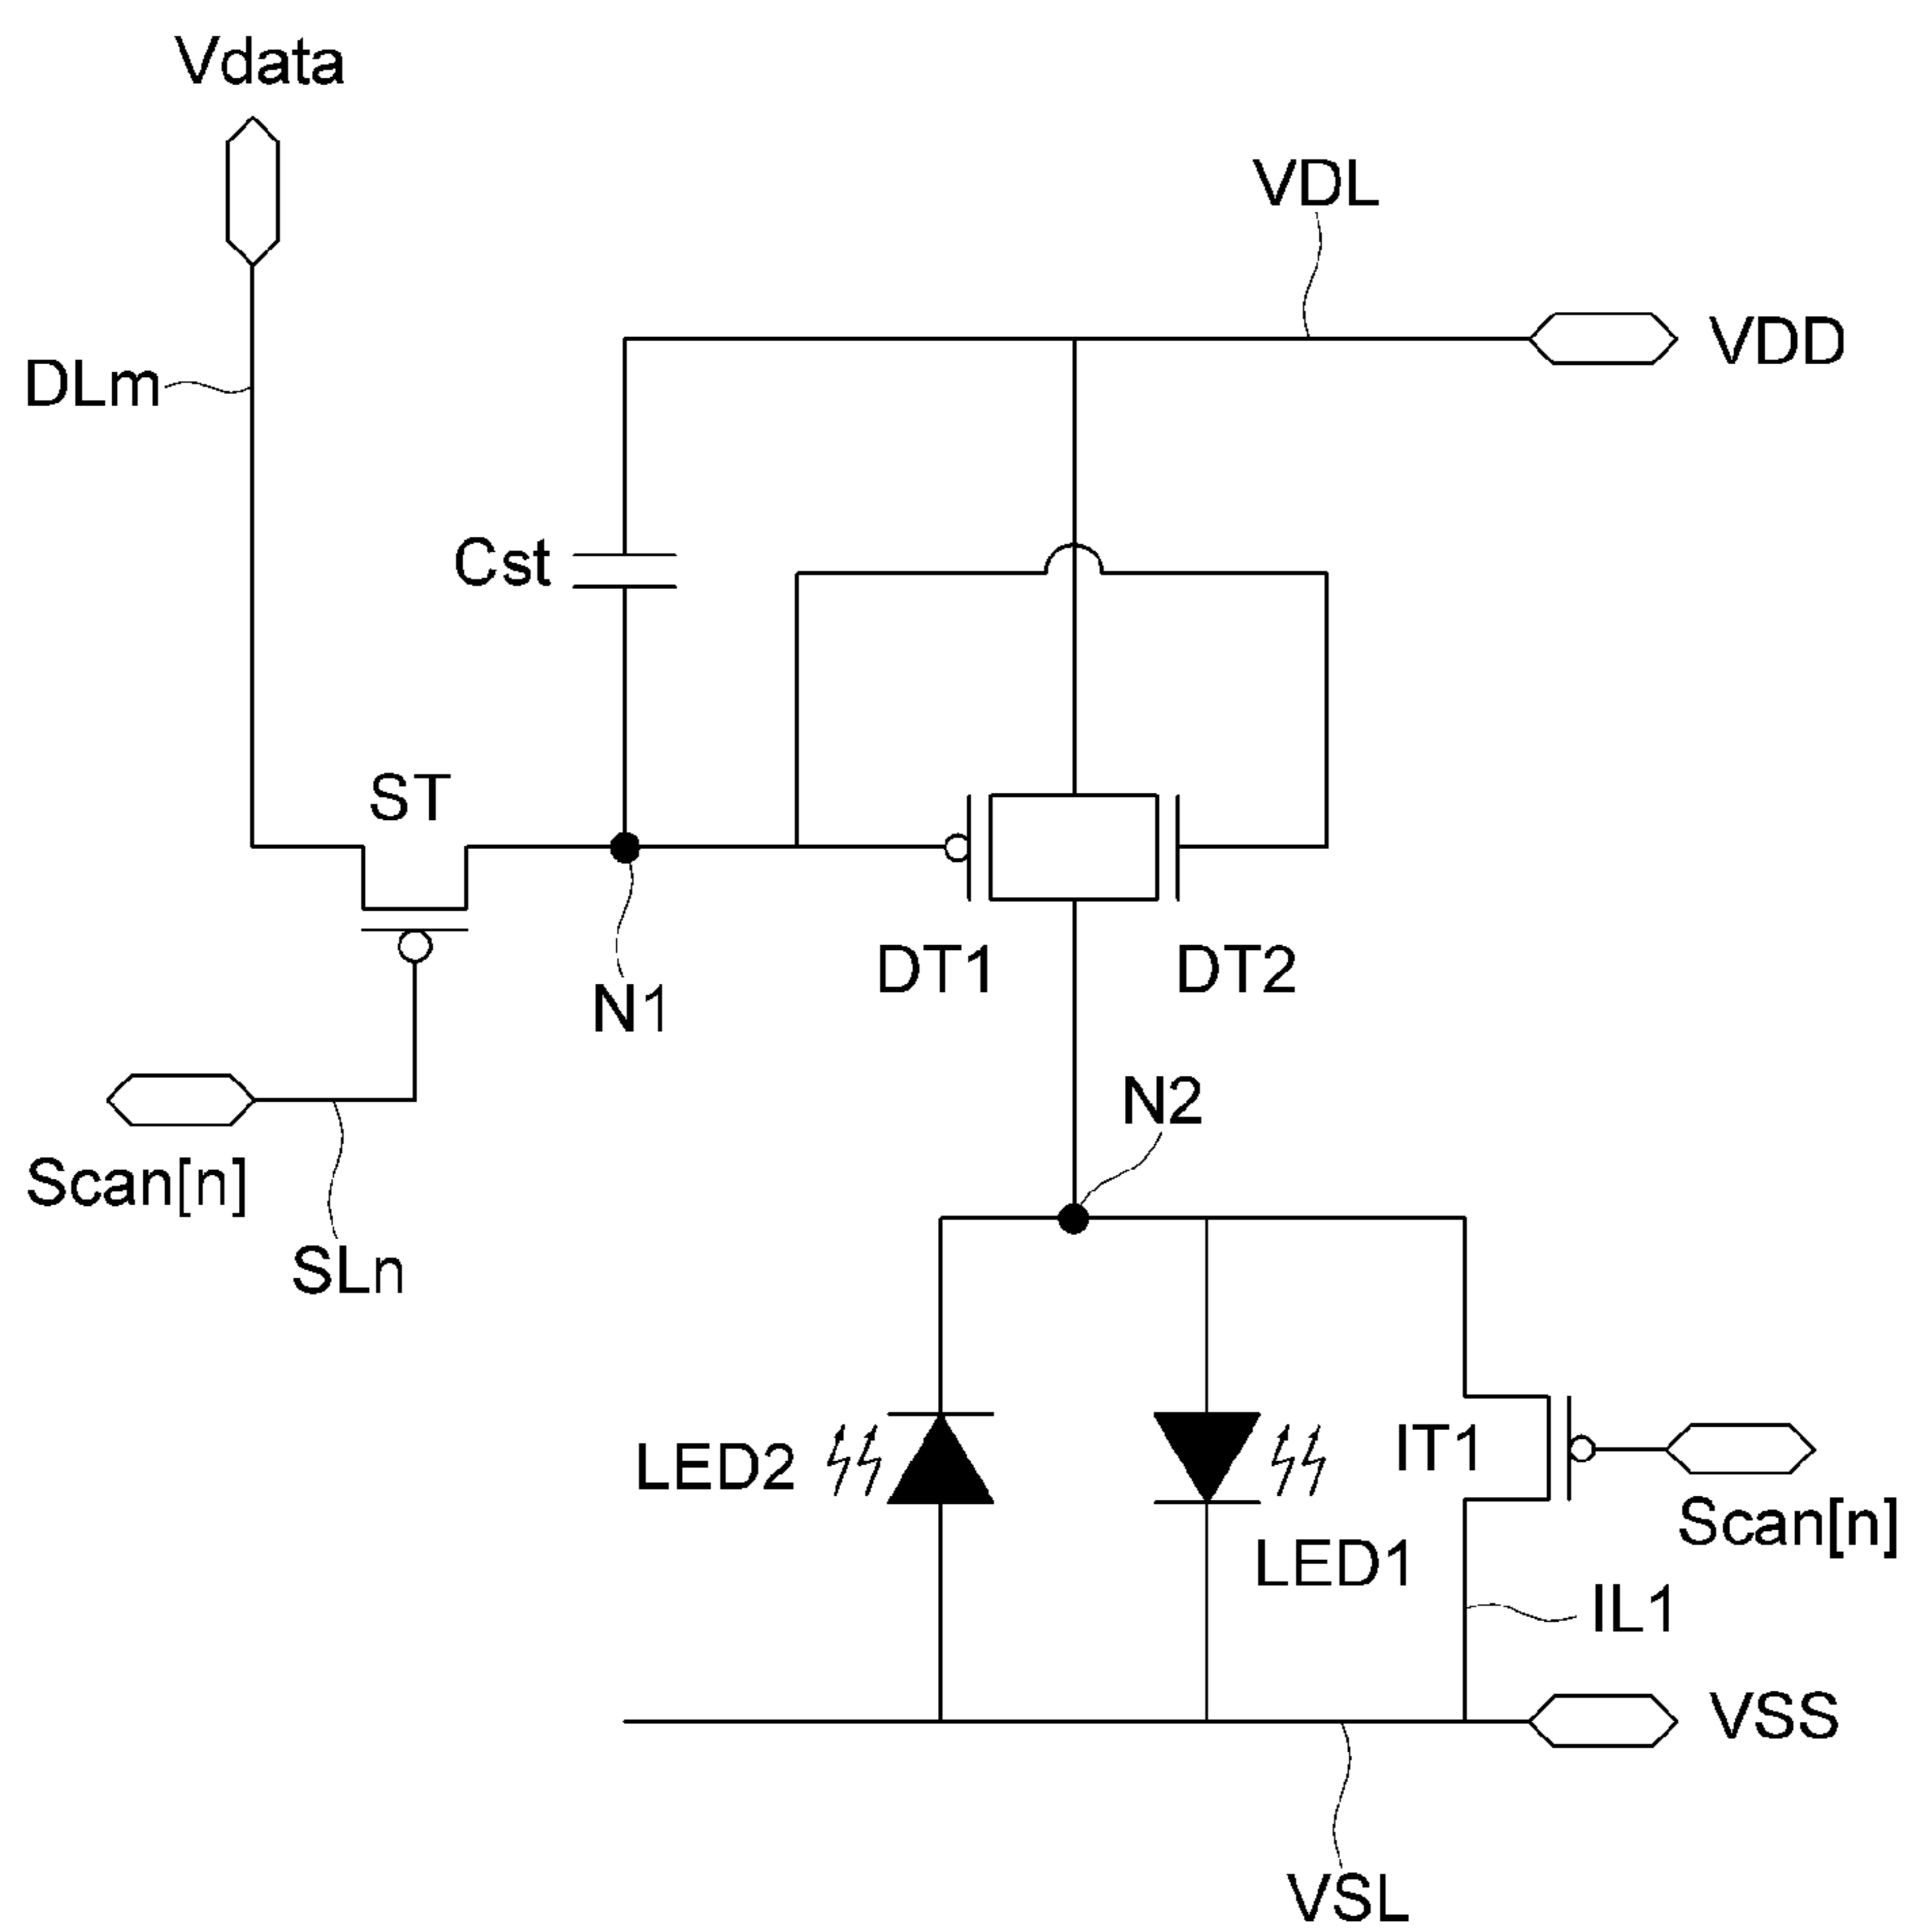 Vdata
VDL
VDD
DLm
Cst
ST
DT1
DT2
N1
N2
Scan[n]
SLn
LED2
IT1
Scan[n]
LED1
IL1
VSS
VSL